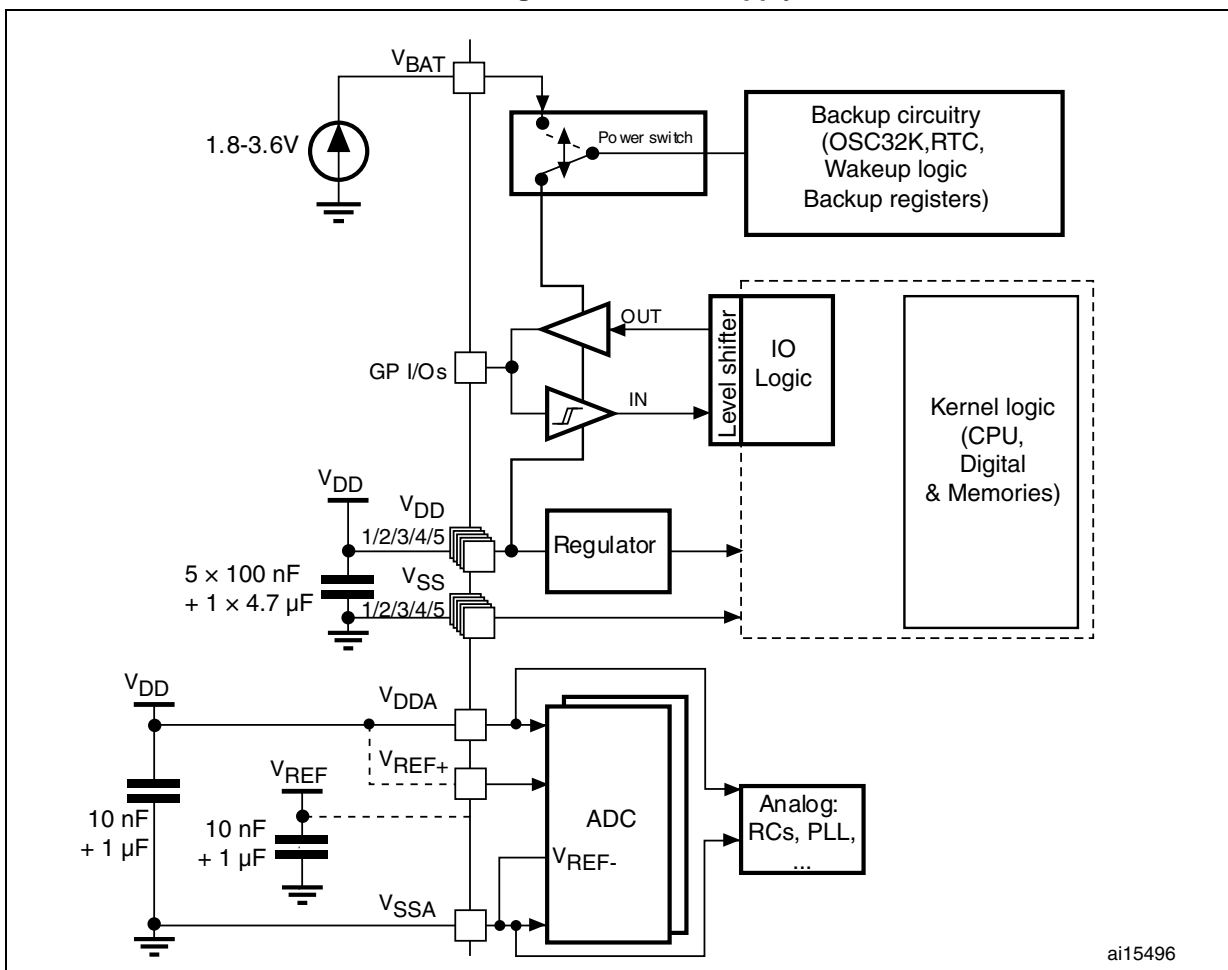 VBAT
1.8-3.6V
Power switch
Backup circuitry
(OSC32K,RTC,
Wakeup logic
Backup registers)
OUT
GP I/Os
IN
Level shifter
IO
Logic
Kernel logic
(CPU,
Digital
& Memories)
VDD
VDD
1/2/3/4/5
Regulator
5 × 100 nF
+ 1 × 4.7 µF
VSS
1/2/3/4/5
VDD
VDDA
VREF+
VREF
10 nF
+ 1 µF
10 nF
+ 1 µF
ADC
VREF-
Analog:
RCs, PLL,
...
VSSA
ai15496